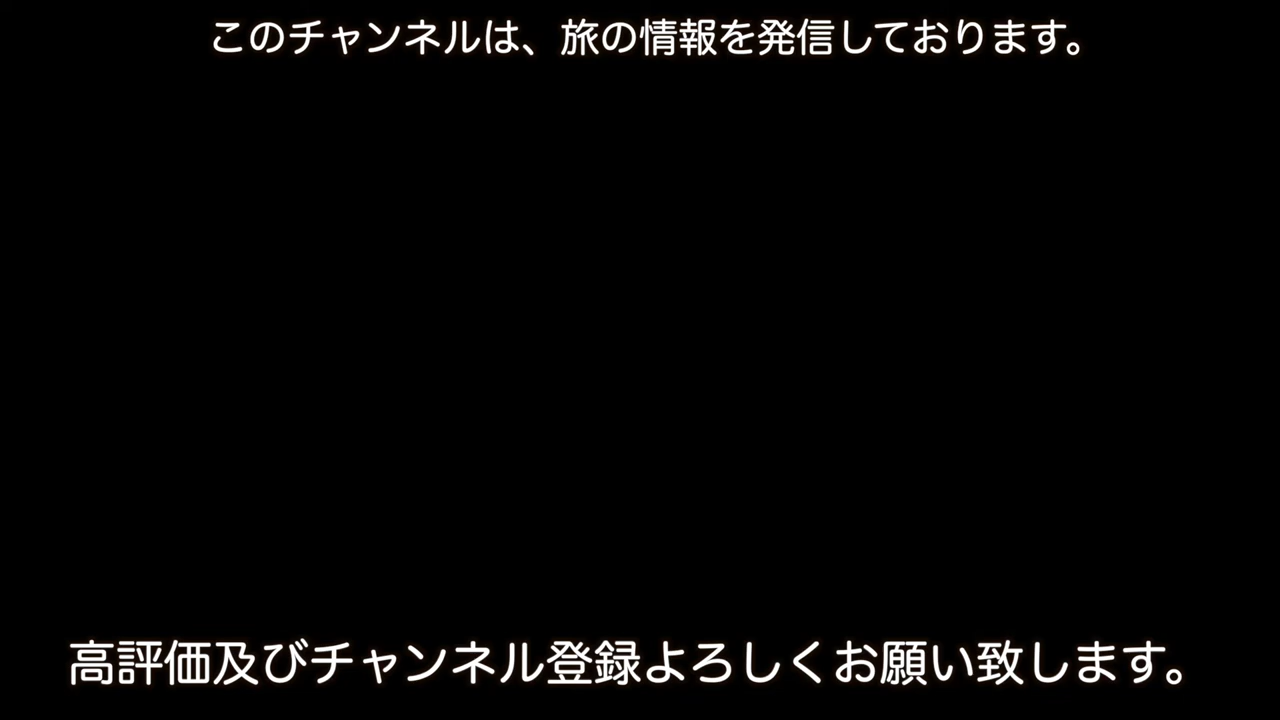 このチャンネルは、旅の情報を発信しております。
高評価及びチャンネル登録よろしくお願い致します。